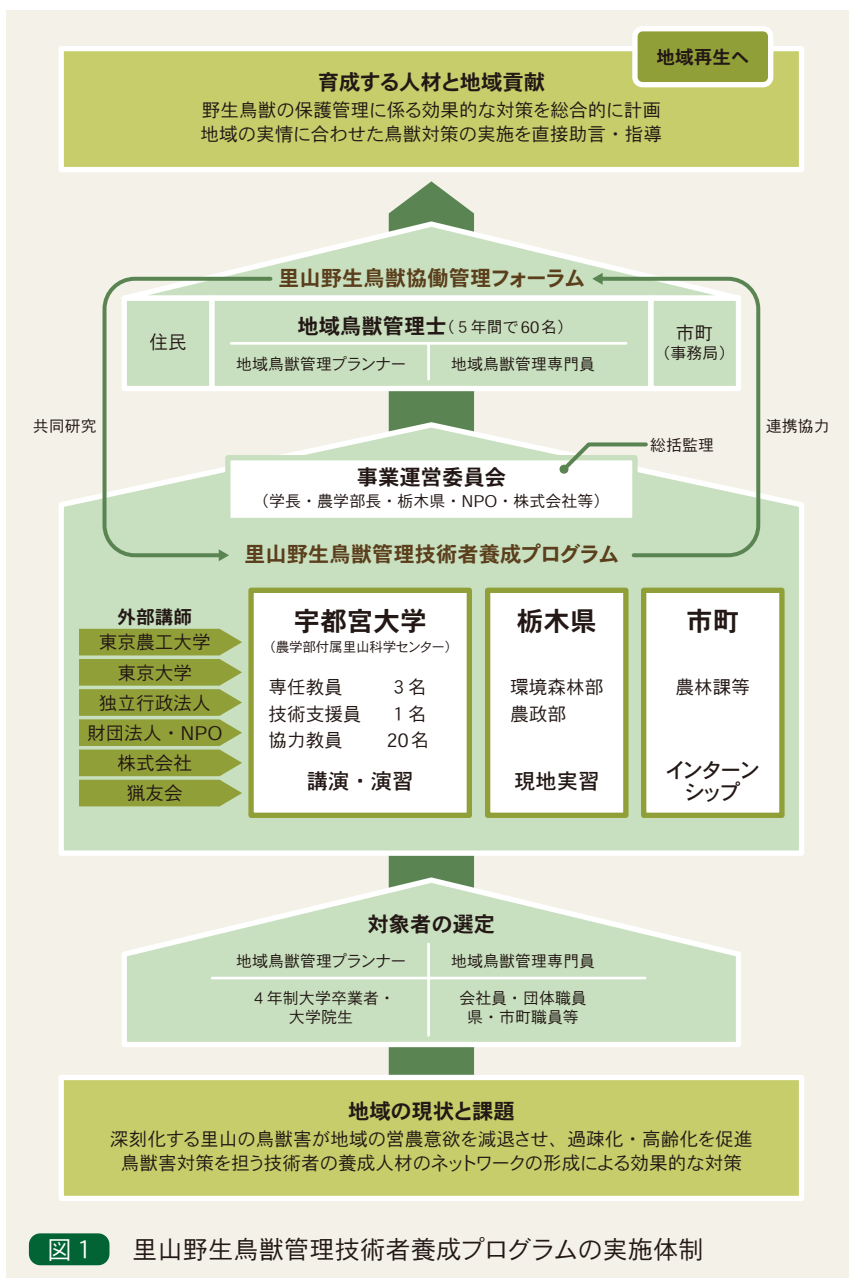 地域再生へ
育成する人材と地域貢献
野生鳥獣の保護管理に係る効果的な対策を総合的に計画
地域の実情に合わせた鳥獣対策の実施を直接助言・指導
里山野生鳥獣協働管理フォーラム
住民
地域鳥獣管理士(5年間で60名)
地域鳥獣管理プランナー
地域鳥獣管理専門員
市町
(事務局)
共同研究
連携協力
総括監理
事業運営委員会
(学長・農学部長・栃木県・NPO・株式会社等)
里山野生鳥獣管理技術者養成プログラム
外部講師
東京農工大学
東京大学
独立行政法人
財団法人・NPO
株式会社
猟友会
宇都宮大学
(農学部付属里山科学センター)
専任教員 3名
技術支援員 1名
協力教員 20名
講演・演習
栃木県
環境森林部
農政部
現地実習
市町
農林課等
インターン
シップ
対象者の選定
地域鳥獣管理プランナー
地域鳥獣管理専門員
4年制大学卒業者・
大学院生
会社員・団体職員
県・市町職員等
地域の現状と課題
深刻化する里山の鳥獣害が地域の営農意欲を減退させ、過疎化・高齢化を促進
鳥獣害対策を担う技術者の養成人材のネットワークの形成による効果的な対策
図1 里山野生鳥獣管理技術者養成プログラムの実施体制